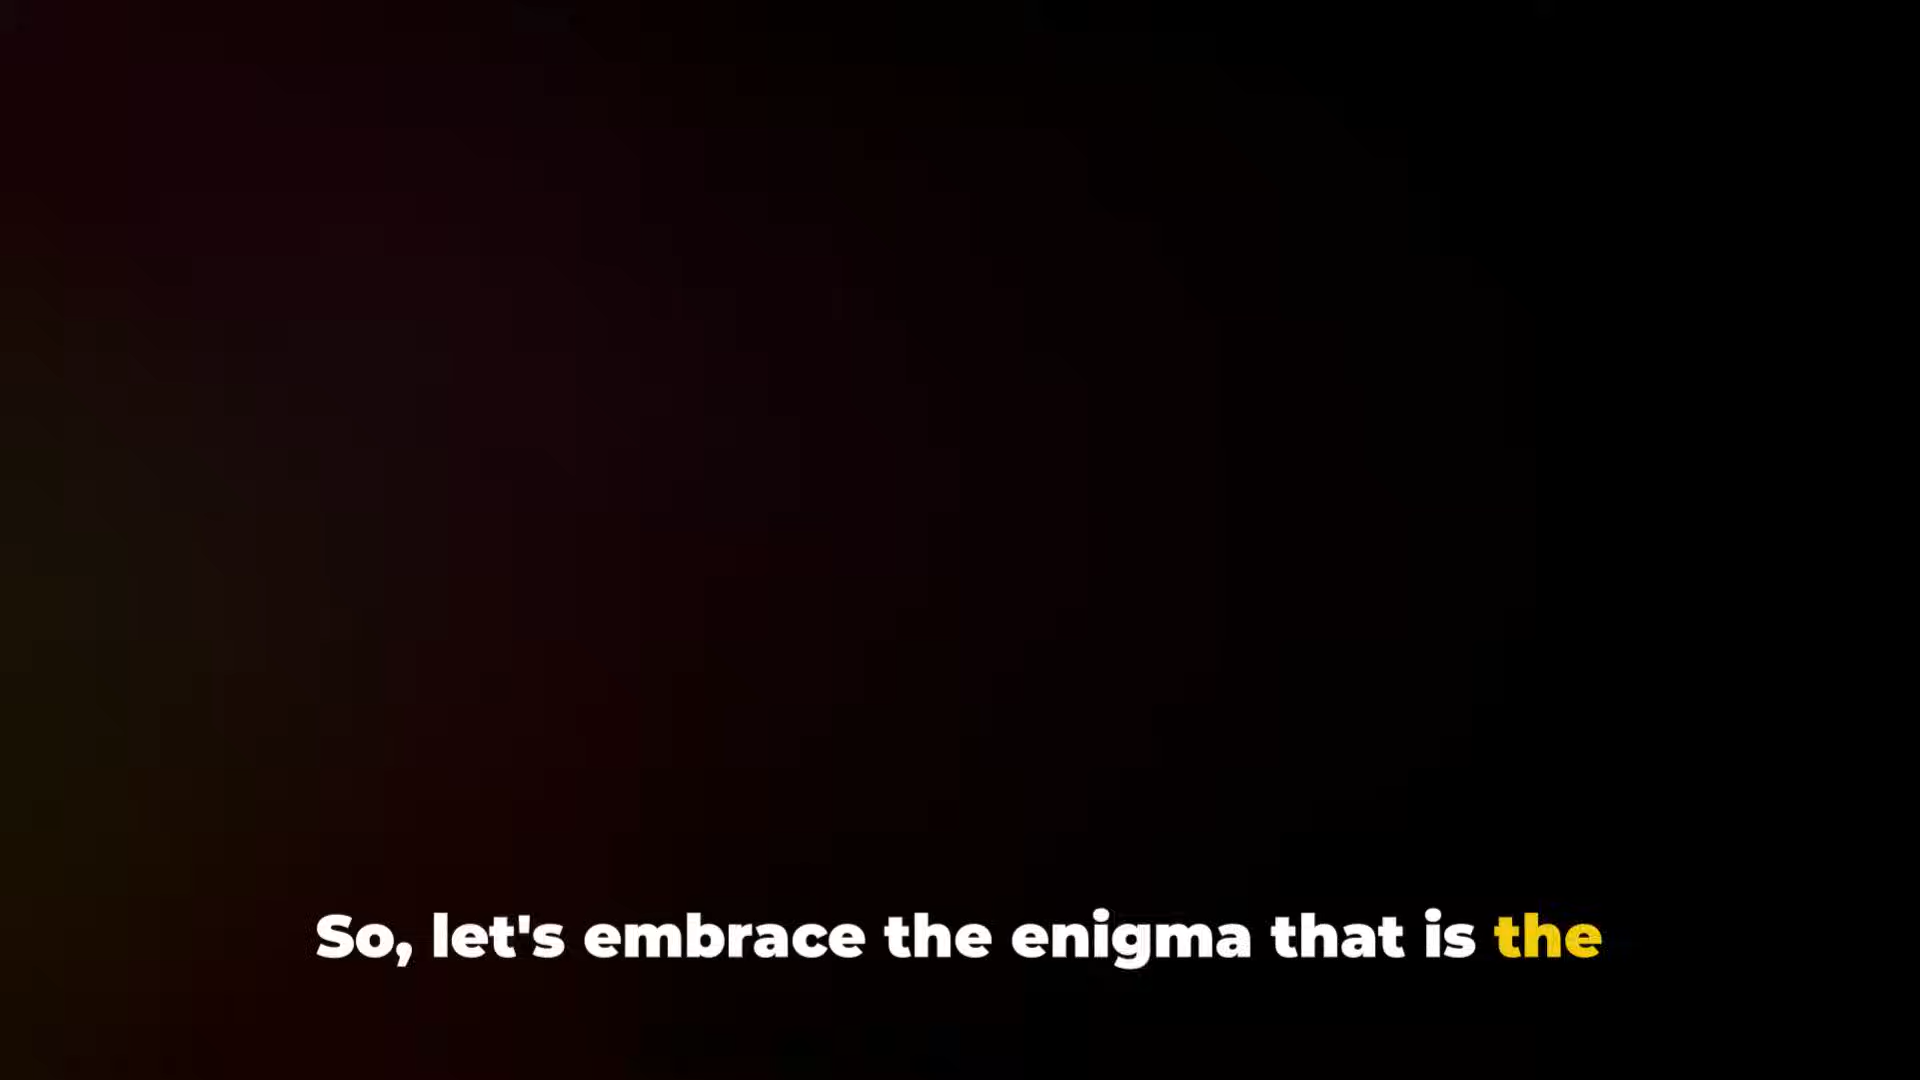 So, let's embrace the enigma that is the